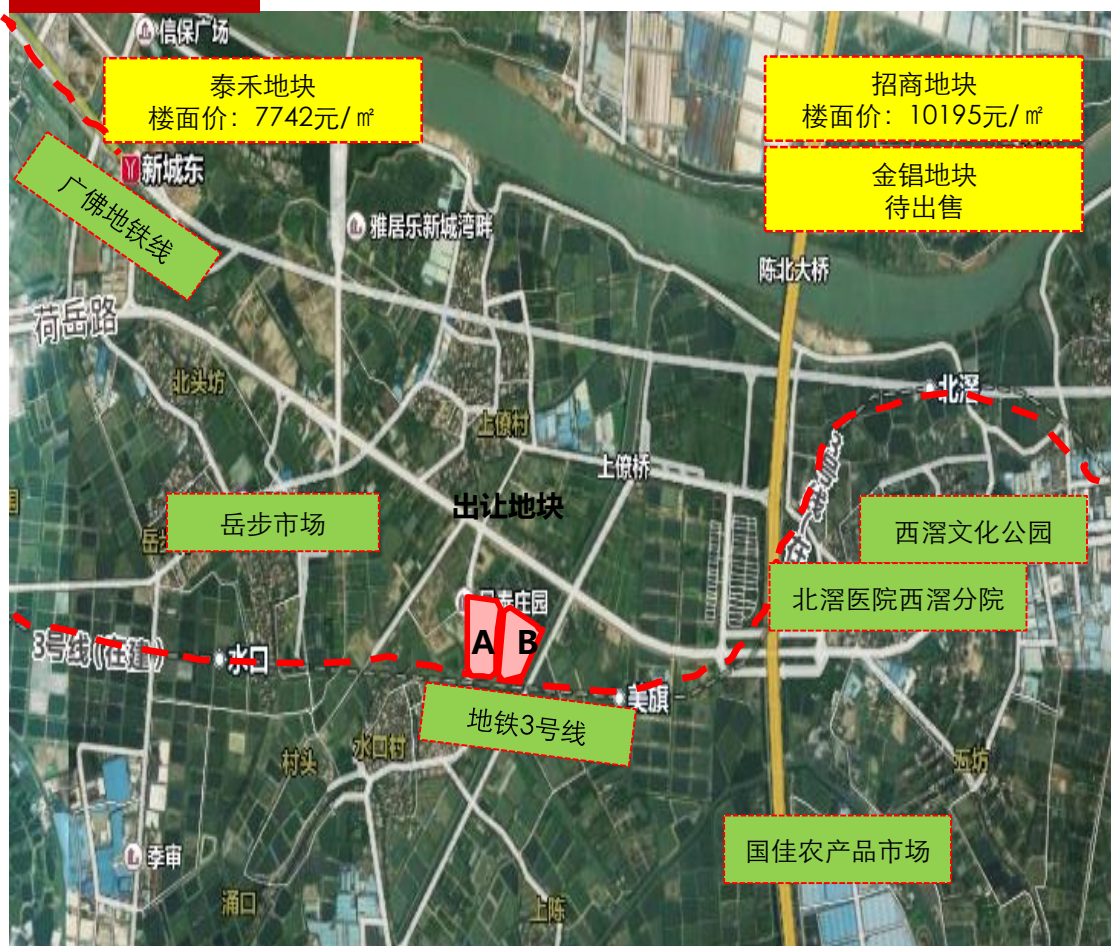 信保广场
泰禾地块
楼面价：7742元/㎡
招商地块
楼面价：10195元/㎡
新城东
金锠地块
待出售
广佛地铁线
雅居乐新城湾畔
陈北大桥
荷岳路
北头坊
北滘
上僚村
上僚桥
出让地块
岳步市场
西滘文化公园
岳步
庄园
北滘医院西滘分院
A
B
3号线(在建)
水口
美旗
地铁3号线
水口村
村头
西坊
国佳农产品市场
季审
涌口
上陈